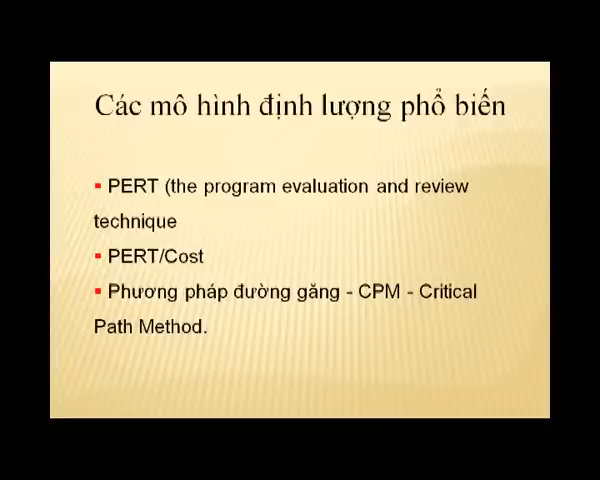 Các mô hình định lượng phổ biến
▪ PERT (the program evaluation and review
technique
▪ PERT/Cost
▪ Phương pháp đường găng - CPM - Critical
Path Method.